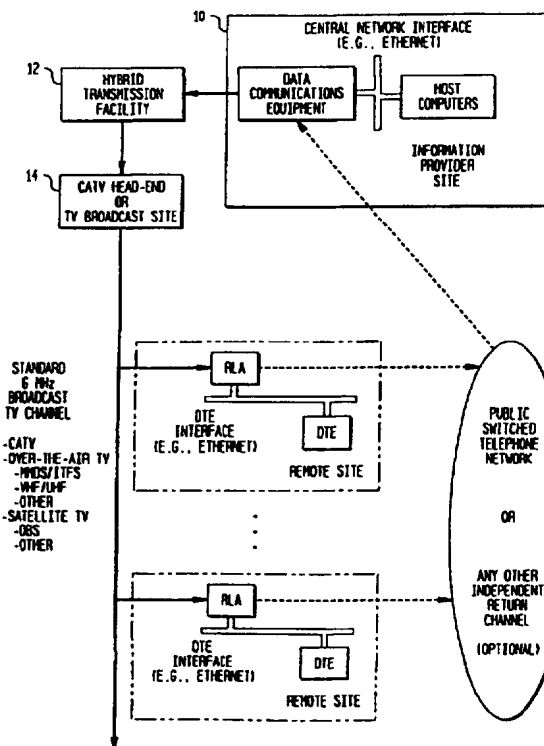 10
CENTRAL NETWORK INTERFACE
(E.G., ETHERNET)
12
HYBRID
TRANSMISSION
FACILITY
DATA
COMMUNICATIONS
EQUIPMENT
HOST
COMPUTERS
INFORMATION
PROVIDER
SITE
14
CATV HEAD-END
OR
TV BROADCAST SITE
STANDARD
6 MHz
BROADCAST
TV CHANNEL
-CATV
-OVER-THE-AIR TV
-MMDS/ITFS
-VHF/UHF
-OTHER
-SATELLITE TV
-DBS
-OTHER
RLA
DTE
INTERFACE
(E.G., ETHERNET)
DTE
REMOTE SITE
RLA
DTE
INTERFACE
(E.G., ETHERNET)
DTE
REMOTE SITE
PUBLIC
SWITCHED
TELEPHONE
NETWORK
OR
ANY OTHER
INDEPENDENT
RETURN
CHANNEL
(OPTIONAL)